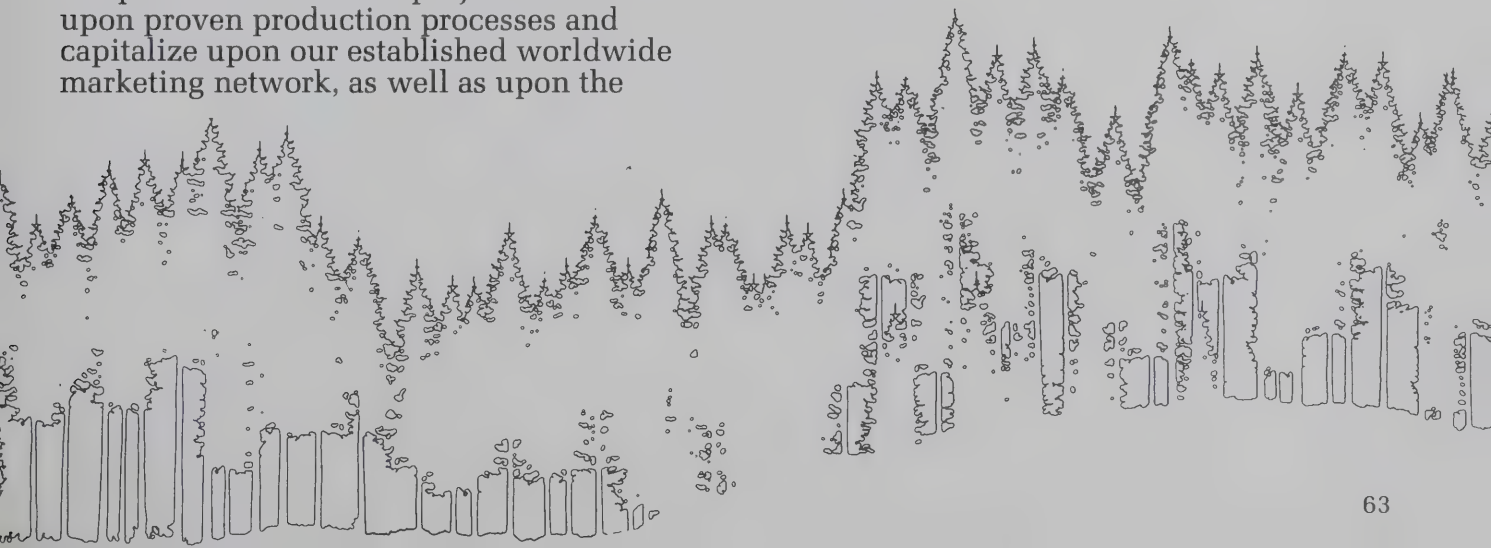 upon proven production processes and
capitalize upon our established worldwide
marketing network, as well as upon the
63